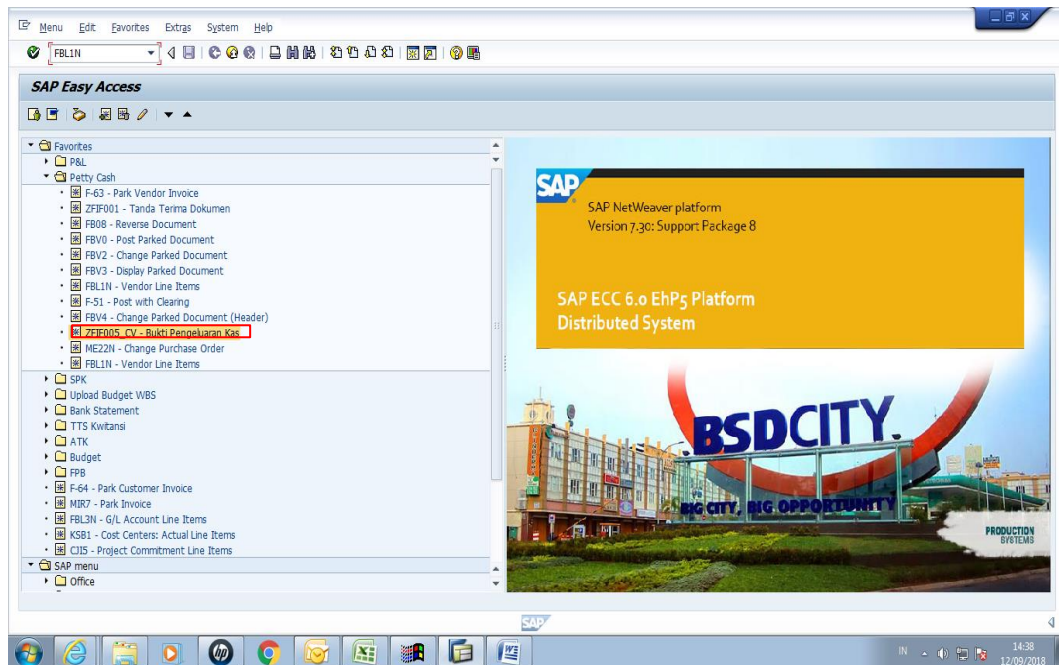 Menu Edit Favorites Extras System Help
FBL1N
SAP Easy Access
Favorites
P&L
Petty Cash
F-63 - Park Vendor Invoice
ZFIF001 - Tanda Terima Dokumen
FB08 - Reverse Document
FBV0 - Post Parked Document
FBV2 - Change Parked Document
FBV3 - Display Parked Document
FBL1N - Vendor Line Items
F-51 - Post with Clearing
FBV4 - Change Parked Document (Header)
ZFIF005_CV - Bukti Pengeluaran Kas
ME22N - Change Purchase Order
FBL1N - Vendor Line Items
SPK
Upload Budget WBS
Bank Statement
TTS Kwitansi
ATK
Budget
FPB
F-64 - Park Customer Invoice
MIR7 - Park Invoice
FBL3N - G/L Account Line Items
KSB1 - Cost Centers: Actual Line Items
CJI5 - Project Commitment Line Items
SAP menu
Office
SAP
SAP NetWeaver platform
Version 7.30: Support Package 8
SAP ECC 6.0 EhP5 Platform
Distributed System
BSDCITY
BIG CITY, BIG OPPORTUNITY
PRODUCTION
SYSTEMS
SAP
hp
IN
14:38
12/09/2018